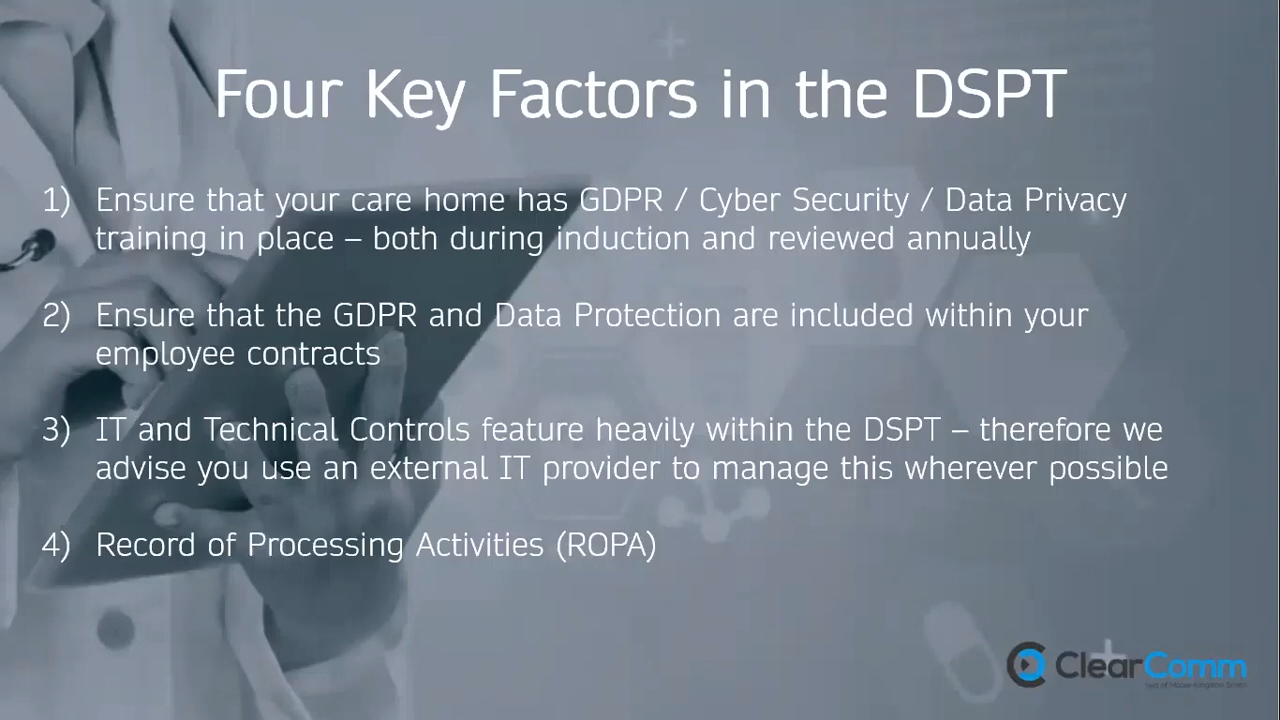 Four Key Factors in the DSPT
1) Ensure that your care home has GDPR / Cyber Security / Data Privacy
training in place – both during induction and reviewed annually
2) Ensure that the GDPR and Data Protection are included within your
employee contracts
3) IT and Technical Controls feature heavily within the DSPT – therefore we
advise you use an external IT provider to manage this wherever possible
4) Record of Processing Activities (ROPA)
ClearComm